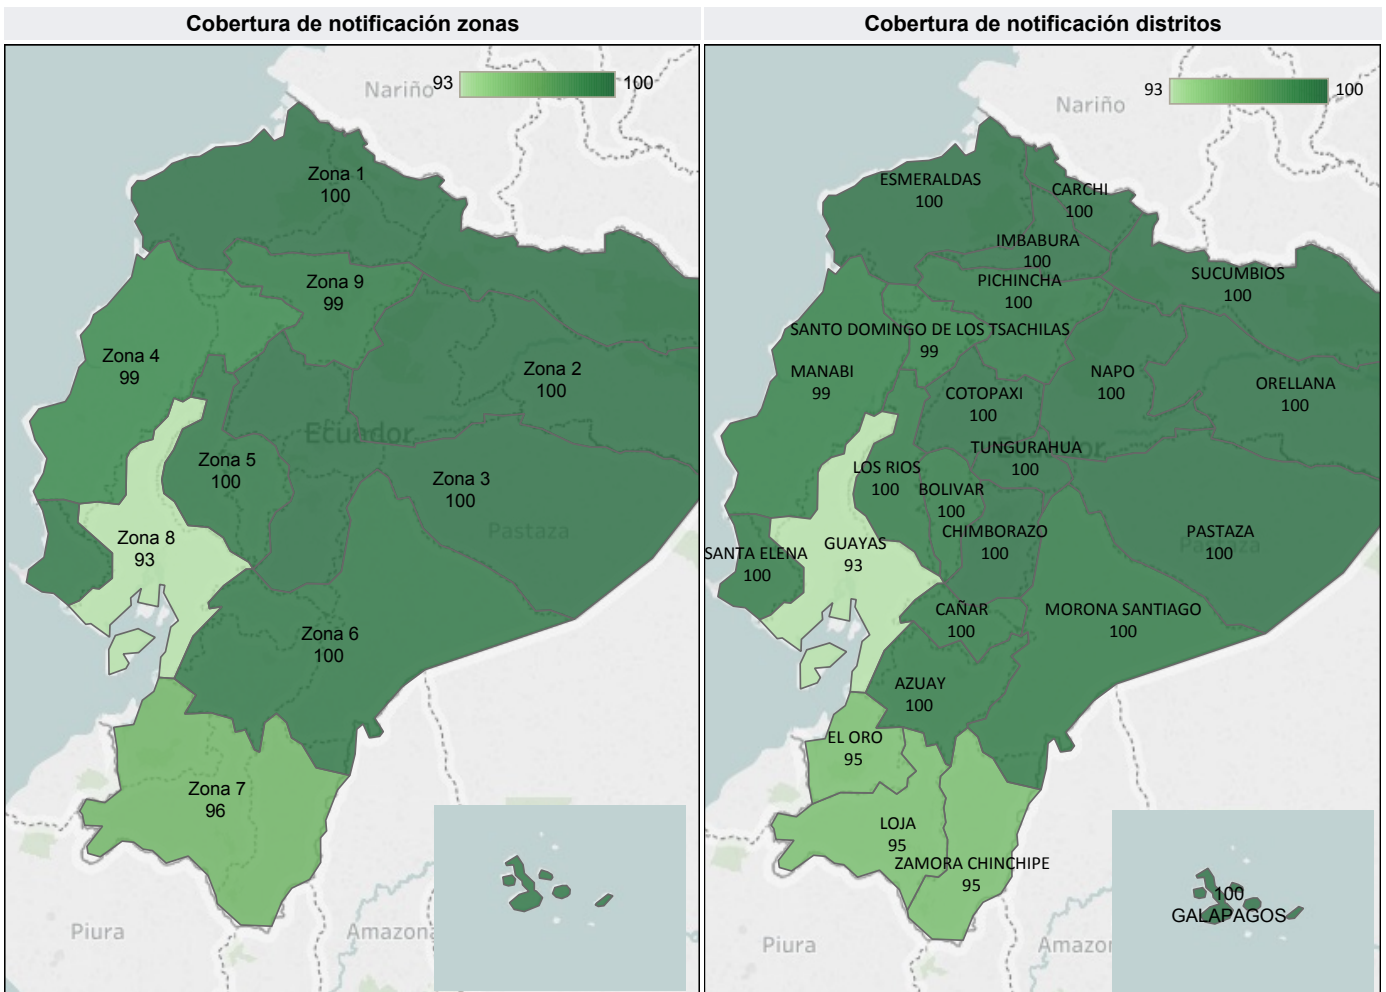 Cobertura de notificación zonas
93
100
Nariño
Zona 1
100
Zona 9
99
Zona 4
99
Zona 2
100
Ecuador
Zona 5
100
Zona 3
100
Pastaza
Zona 8
93
Zona 6
100
Zona 7
96
Piura
Amazona
Cobertura de notificación distritos
93
100
Nariño
ESMERALDAS
100
CARCHI
100
IMBABURA
100
SUCUMBIOS
100
PICHINCHA
100
SANTO DOMINGO DE LOS TSACHILAS
99
MANABI
99
NAPO
100
ORELLANA
100
COTOPAXI
100
Ecuador
TUNGURAHUA
100
LOS RIOS
100
BOLIVAR
100
CHIMBORAZO
100
PASTAZA
100
Pastaza
SANTA ELENA
100
GUAYAS
93
CAÑAR
100
MORONA SANTIAGO
100
AZUAY
100
EL ORO
95
LOJA
95
ZAMORA CHINCHIPE
95
100
GALAPAGOS
Piura
Amazor